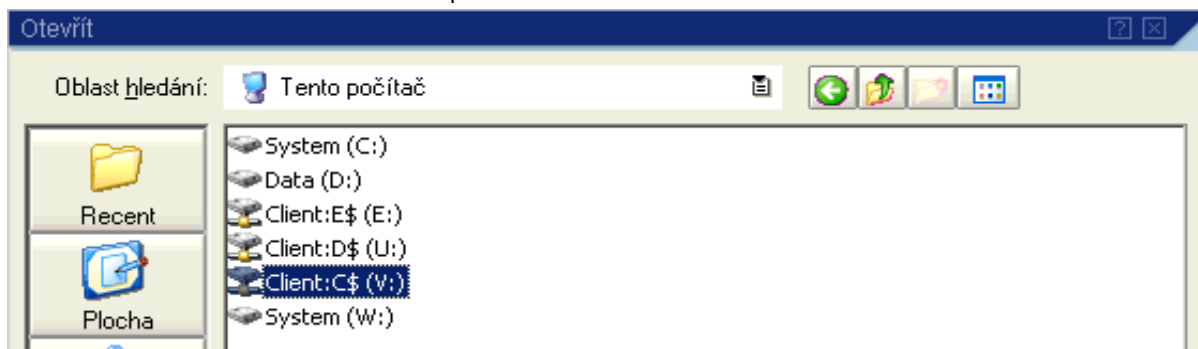 Otevřít
Oblast hledání: Tento počítač
System (C:)
Data (D:)
Recent
Client:E$ (E:)
Client:D$ (U:)
Client:C$ (V:)
Plocha
System (W:)